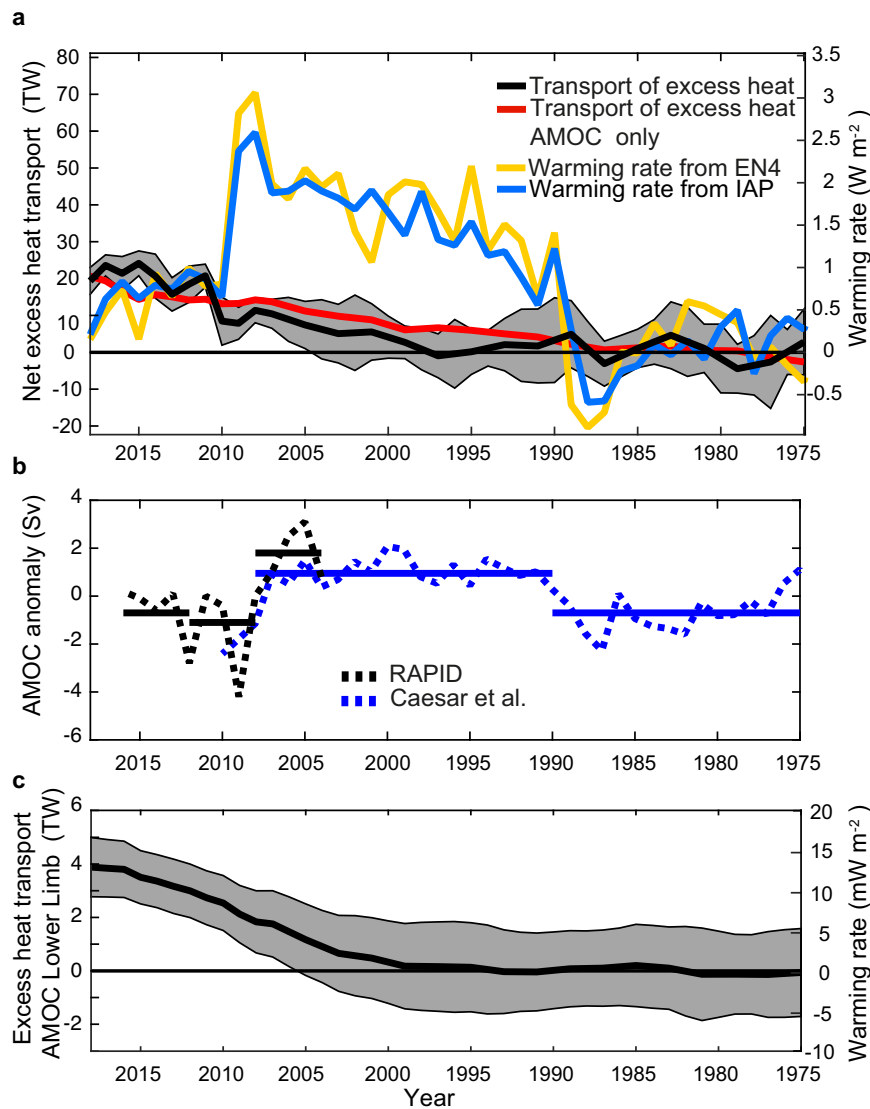 a
80
70
60
50
40
30
20
10
0
-10
-20
Net excess heat transport (TW)
3.5
3
2.5
2
1.5
1
0.5
0
-0.5
Warming rate (W m-2)
Transport of excess heat
Transport of excess heat
AMOC only
Warming rate from EN4
Warming rate from IAP
2015 2010 2005 2000 1995 1990 1985 1980 1975
b
4
2
0
-2
-4
-6
AMOC anomaly (Sv)
RAPID
Caesar et al.
2015 2010 2005 2000 1995 1990 1985 1980 1975
c
6
4
2
0
-2
Excess heat transport
AMOC Lower Limb (TW)
20
15
10
5
0
-5
-10
Warming rate (mW m-2)
2015 2010 2005 2000 1995 1990 1985 1980 1975
Year